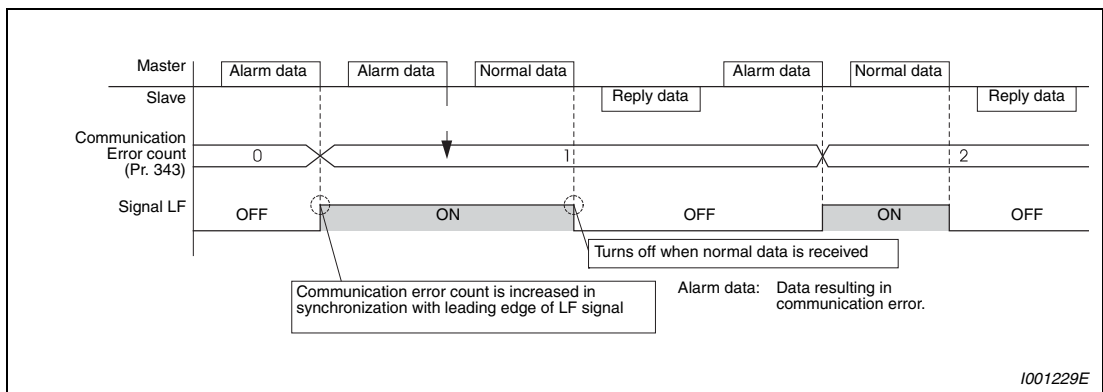 Master
Alarm data
Alarm data
Normal data
Alarm data
Normal data
Slave
Reply data
Reply data
Communication
Error count
(Pr. 343)
0
1
2
Signal LF
OFF
ON
OFF
ON
OFF
Turns off when normal data is received
Communication error count is increased in
synchronization with leading edge of LF signal
Alarm data: Data resulting in
communication error.
I001229E